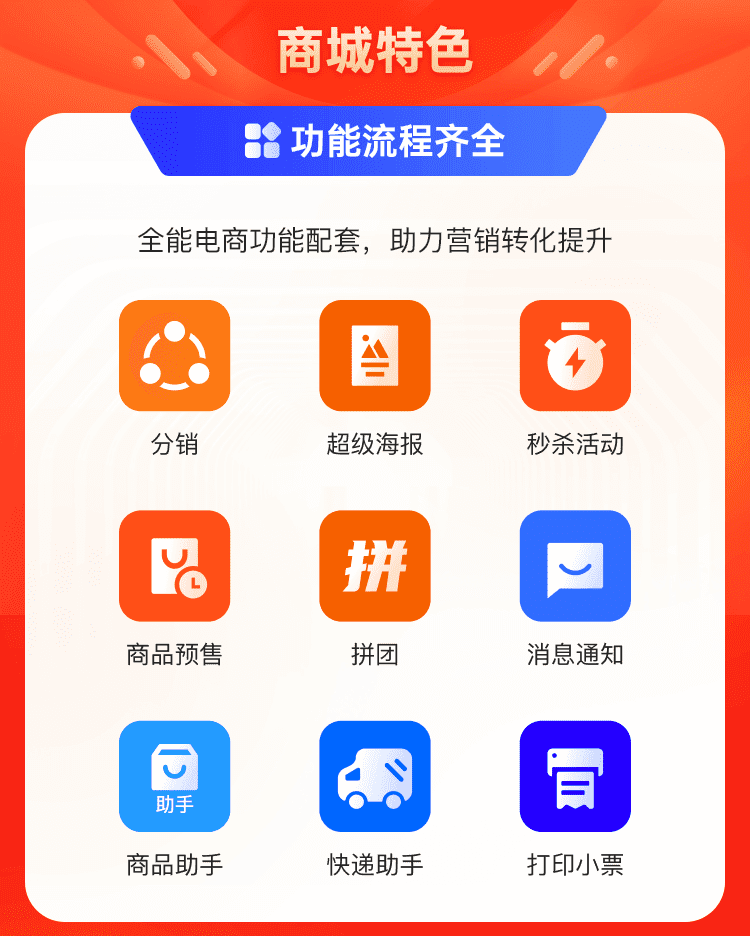 商城特色
功能流程齐全
全能电商功能配套，助力营销转化提升
分销
超级海报
秒杀活动
拼
商品预售
拼团
消息通知
助手
商品助手
快递助手
打印小票